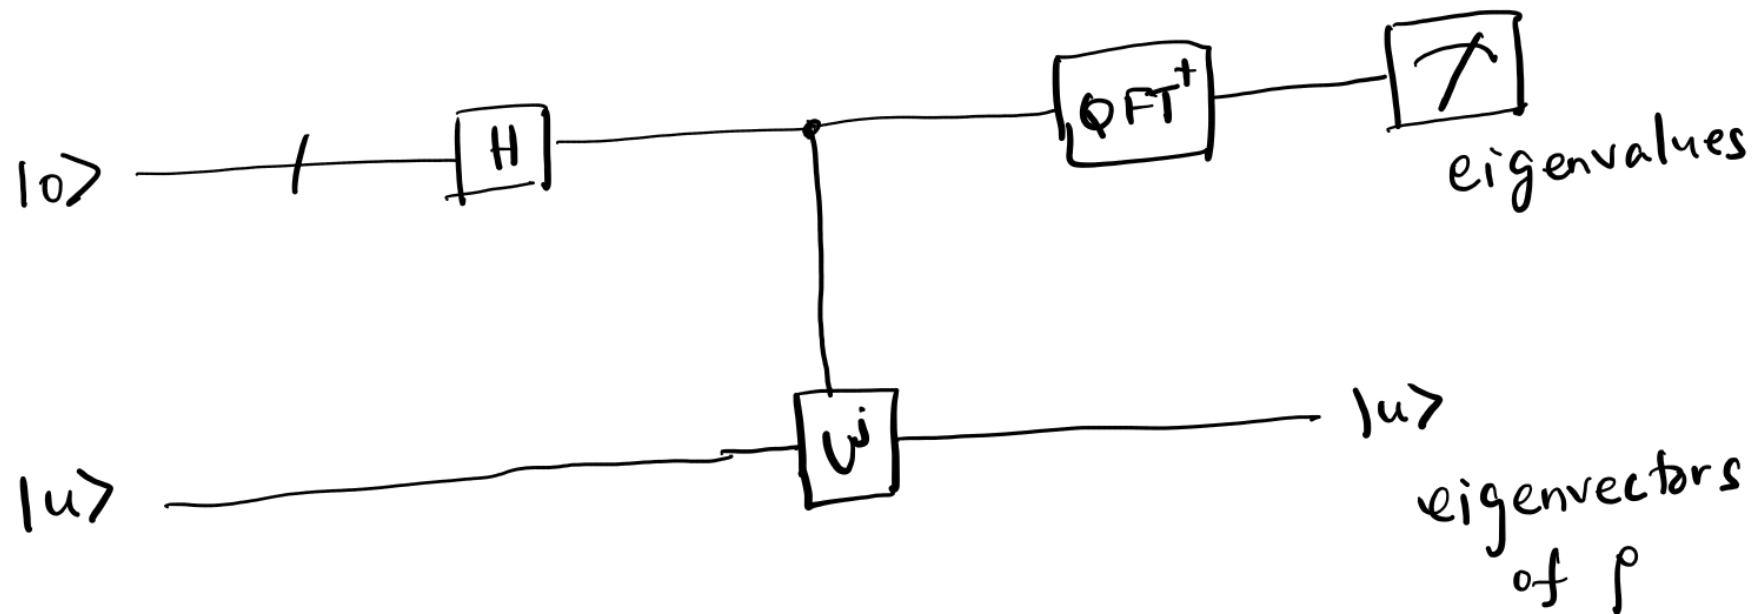 |0>
H
QFT†
eigenvalues
|u>
U^j
|u>
eigenvectors
of ρ